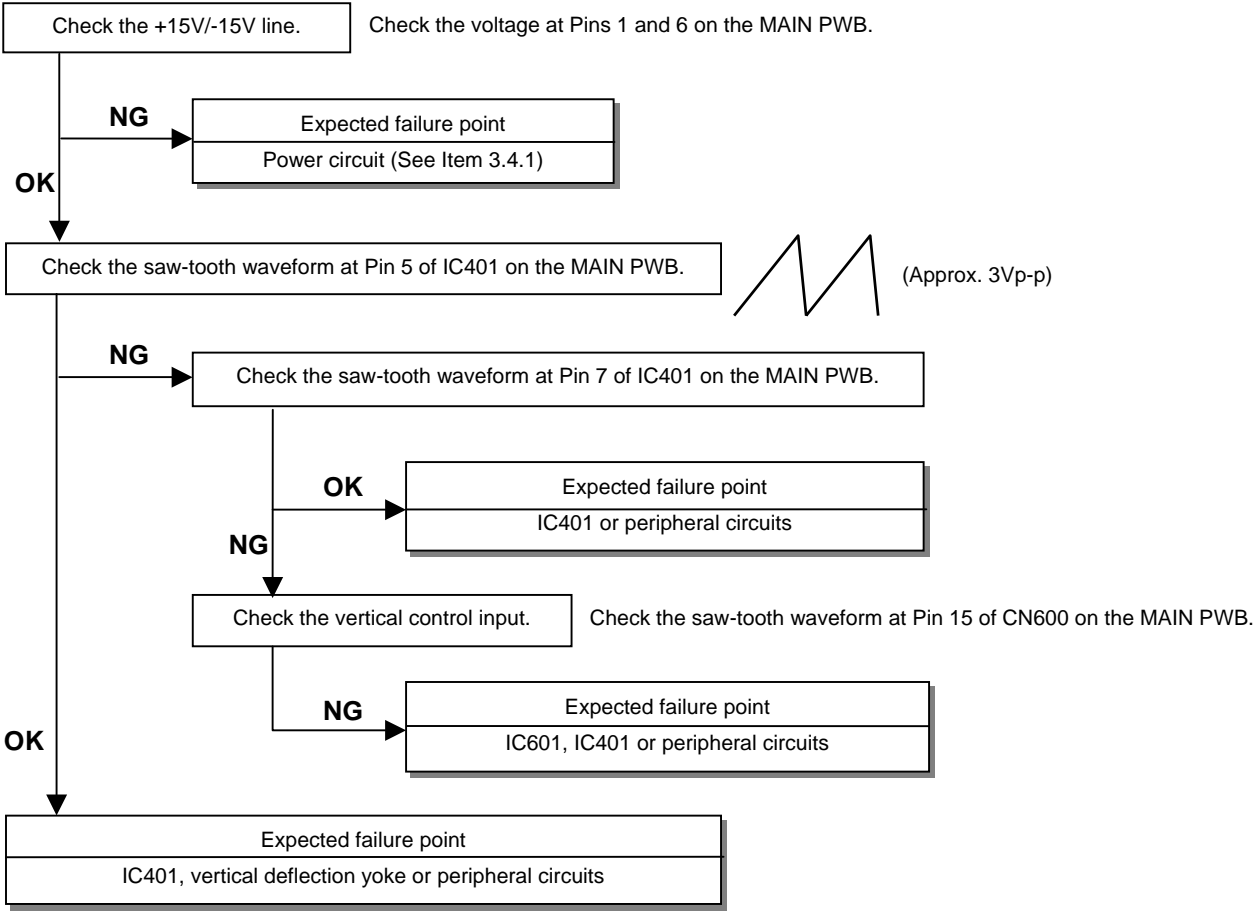 Check the +15V/-15V line.
Check the voltage at Pins 1 and 6 on the MAIN PWB.
NG
Expected failure point
Power circuit (See Item 3.4.1)
OK
Check the saw-tooth waveform at Pin 5 of IC401 on the MAIN PWB.
(Approx. 3Vp-p)
NG
Check the saw-tooth waveform at Pin 7 of IC401 on the MAIN PWB.
OK
Expected failure point
IC401 or peripheral circuits
NG
Check the vertical control input.
Check the saw-tooth waveform at Pin 15 of CN600 on the MAIN PWB.
NG
Expected failure point
IC601, IC401 or peripheral circuits
OK
Expected failure point
IC401, vertical deflection yoke or peripheral circuits